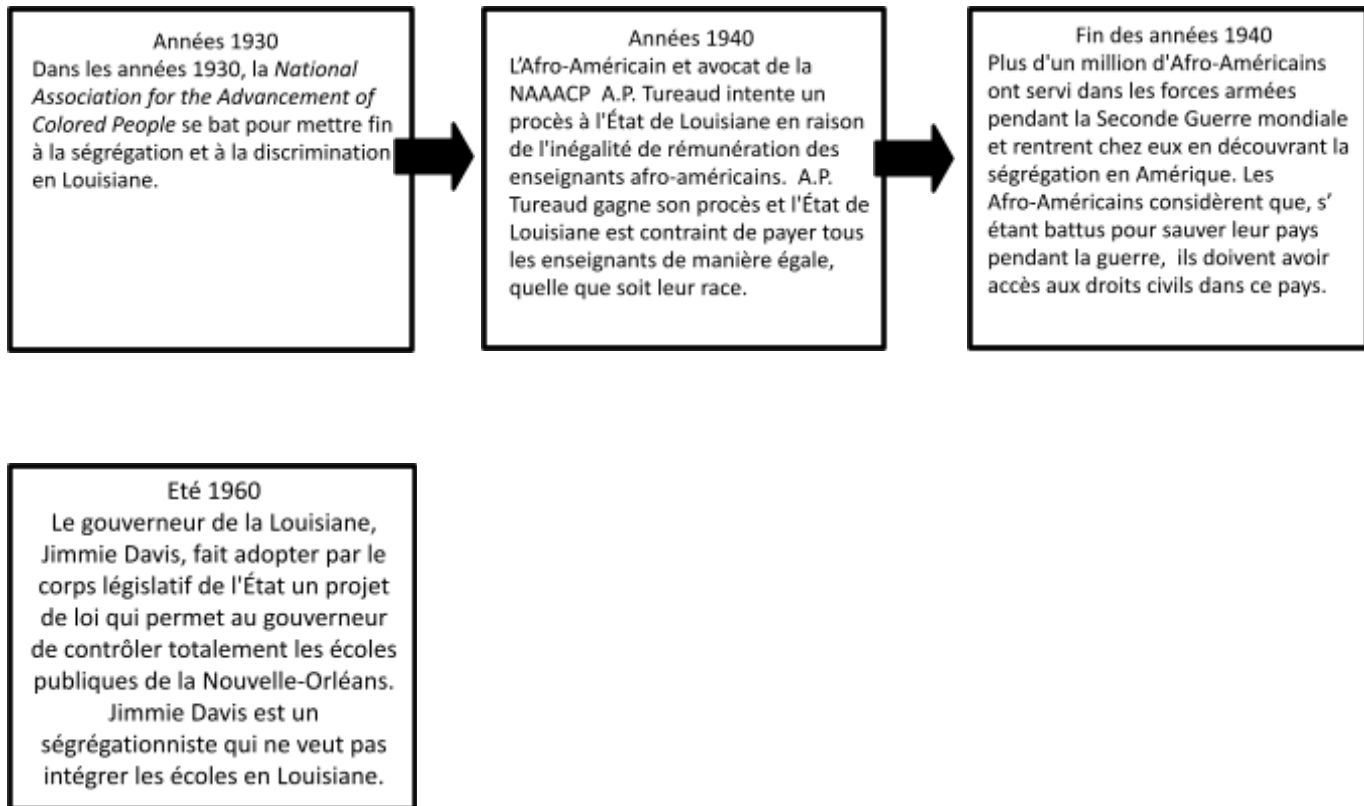 Années 1930
Dans les années 1930, la National
Association for the Advancement of
Colored People se bat pour mettre fin
à la ségrégation et à la discrimination
en Louisiane.
Années 1940
L'Afro-Américain et avocat de la
NAAACP A.P. Tureaud intente un
procès à l'État de Louisiane en raison
de l'inégalité de rémunération des
enseignants afro-américains. A.P.
Tureaud gagne son procès et l'État de
Louisiane est contraint de payer tous
les enseignants de manière égale,
quelle que soit leur race.
Fin des années 1940
Plus d'un million d'Afro-Américains
ont servi dans les forces armées
pendant la Seconde Guerre mondiale
et rentrent chez eux en découvrant la
ségrégation en Amérique. Les
Afro-Américains considèrent que, s'
étant battus pour sauver leur pays
pendant la guerre, ils doivent avoir
accès aux droits civils dans ce pays.
Eté 1960
Le gouverneur de la Louisiane,
Jimmie Davis, fait adopter par le
corps législatif de l'État un projet
de loi qui permet au gouverneur
de contrôler totalement les écoles
publiques de la Nouvelle-Orléans.
Jimmie Davis est un
ségrégationniste qui ne veut pas
intégrer les écoles en Louisiane.